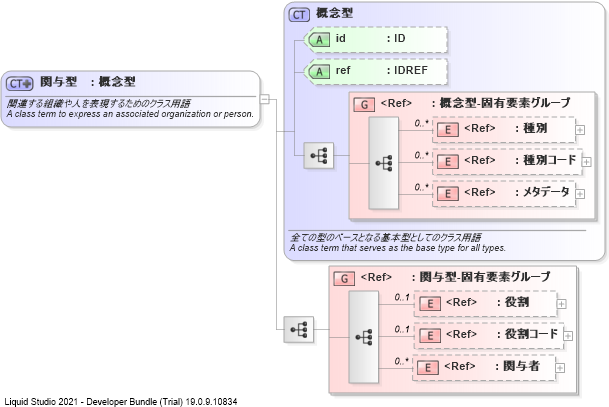 CT 概念型
A id : ID
A ref : IDREF
CT 関与型 : 概念型
関連する組織や人を表現するためのクラス用語
A class term to express an associated organization or person.
G <Ref> : 概念型-固有要素グループ
0..* E <Ref> : 種別
0..* E <Ref> : 種別コード
0..* E <Ref> : メタデータ
全ての型のベースとなる基本型としてのクラス用語
A class term that serves as the base type for all types.
G <Ref> : 関与型-固有要素グループ
0..1 E <Ref> : 役割
0..1 E <Ref> : 役割コード
0..* E <Ref> : 関与者
Liquid Studio 2021 - Developer Bundle (Trial) 19.0.9.10834